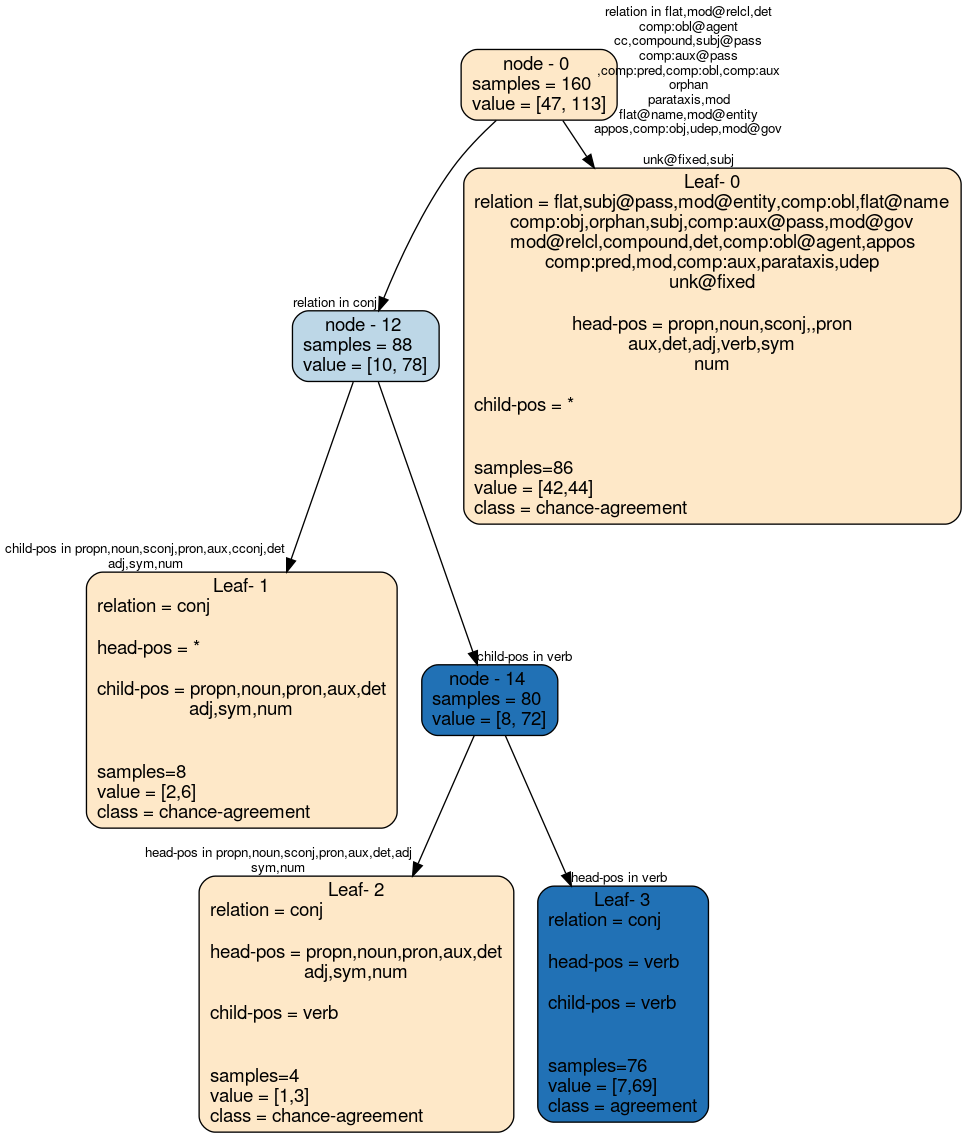 relation in flat,mod@relcl,det
comp:obl@agent
cc,compound,subj@pass
comp:aux@pass
,comp:pred,comp:obl,comp:aux
orphan
parataxis,mod
flat@name,mod@entity
appos,comp:obj,udep,mod@gov
unk@fixed,subj
node - 0
samples = 160
value = [47, 113]
Leaf- 0
relation = flat,subj@pass,mod@entity,comp:obl,flat@name
comp:obj,orphan,subj,comp:aux@pass,mod@gov
mod@relcl,compound,det,comp:obl@agent,appos
comp:pred,mod,comp:aux,parataxis,udep
unk@fixed
head-pos = propn,noun,sconj,,pron
aux,det,adj,verb,sym
num
child-pos = *
samples=86
value = [42,44]
class = chance-agreement
relation in conj
node - 12
samples = 88
value = [10, 78]
child-pos in propn,noun,sconj,pron,aux,cconj,det
adj,sym,num
Leaf- 1
relation = conj
head-pos = *
child-pos = propn,noun,pron,aux,det
adj,sym,num
samples=8
value = [2,6]
class = chance-agreement
child-pos in verb
node - 14
samples = 80
value = [8, 72]
head-pos in propn,noun,sconj,pron,aux,det,adj
sym,num
Leaf- 2
relation = conj
head-pos = propn,noun,pron,aux,det
adj,sym,num
child-pos = verb
samples=4
value = [1,3]
class = chance-agreement
head-pos in verb
Leaf- 3
relation = conj
head-pos = verb
child-pos = verb
samples=76
value = [7,69]
class = agreement